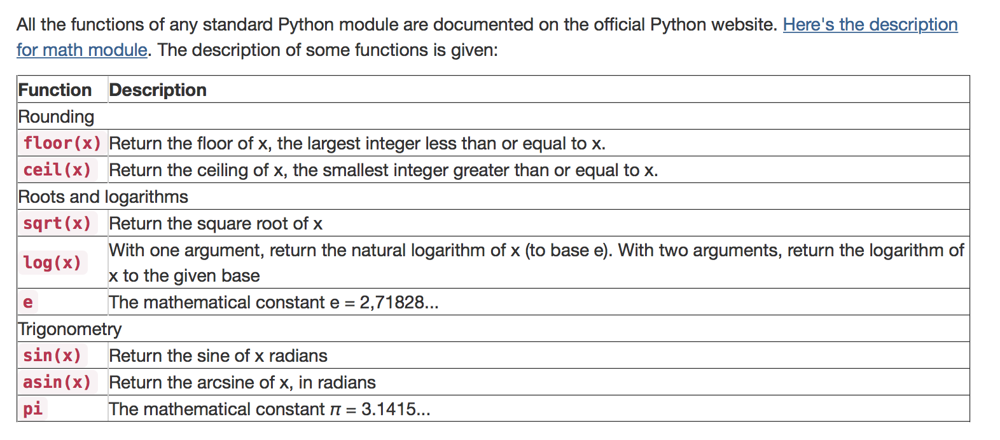 All the functions of any standard Python module are documented on the official Python website. Here's the description
for math module. The description of some functions is given:
Function Description
Rounding
floor(x) Return the floor of x, the largest integer less than or equal to x.
ceil(x) Return the ceiling of x, the smallest integer greater than or equal to x.
Roots and logarithms
sqrt(x) Return the square root of x
log(x) With one argument, return the natural logarithm of x (to base e). With two arguments, return the logarithm of
x to the given base
e The mathematical constant e = 2,71828...
Trigonometry
sin(x) Return the sine of x radians
asin(x) Return the arcsine of x, in radians
pi The mathematical constant π = 3.1415...